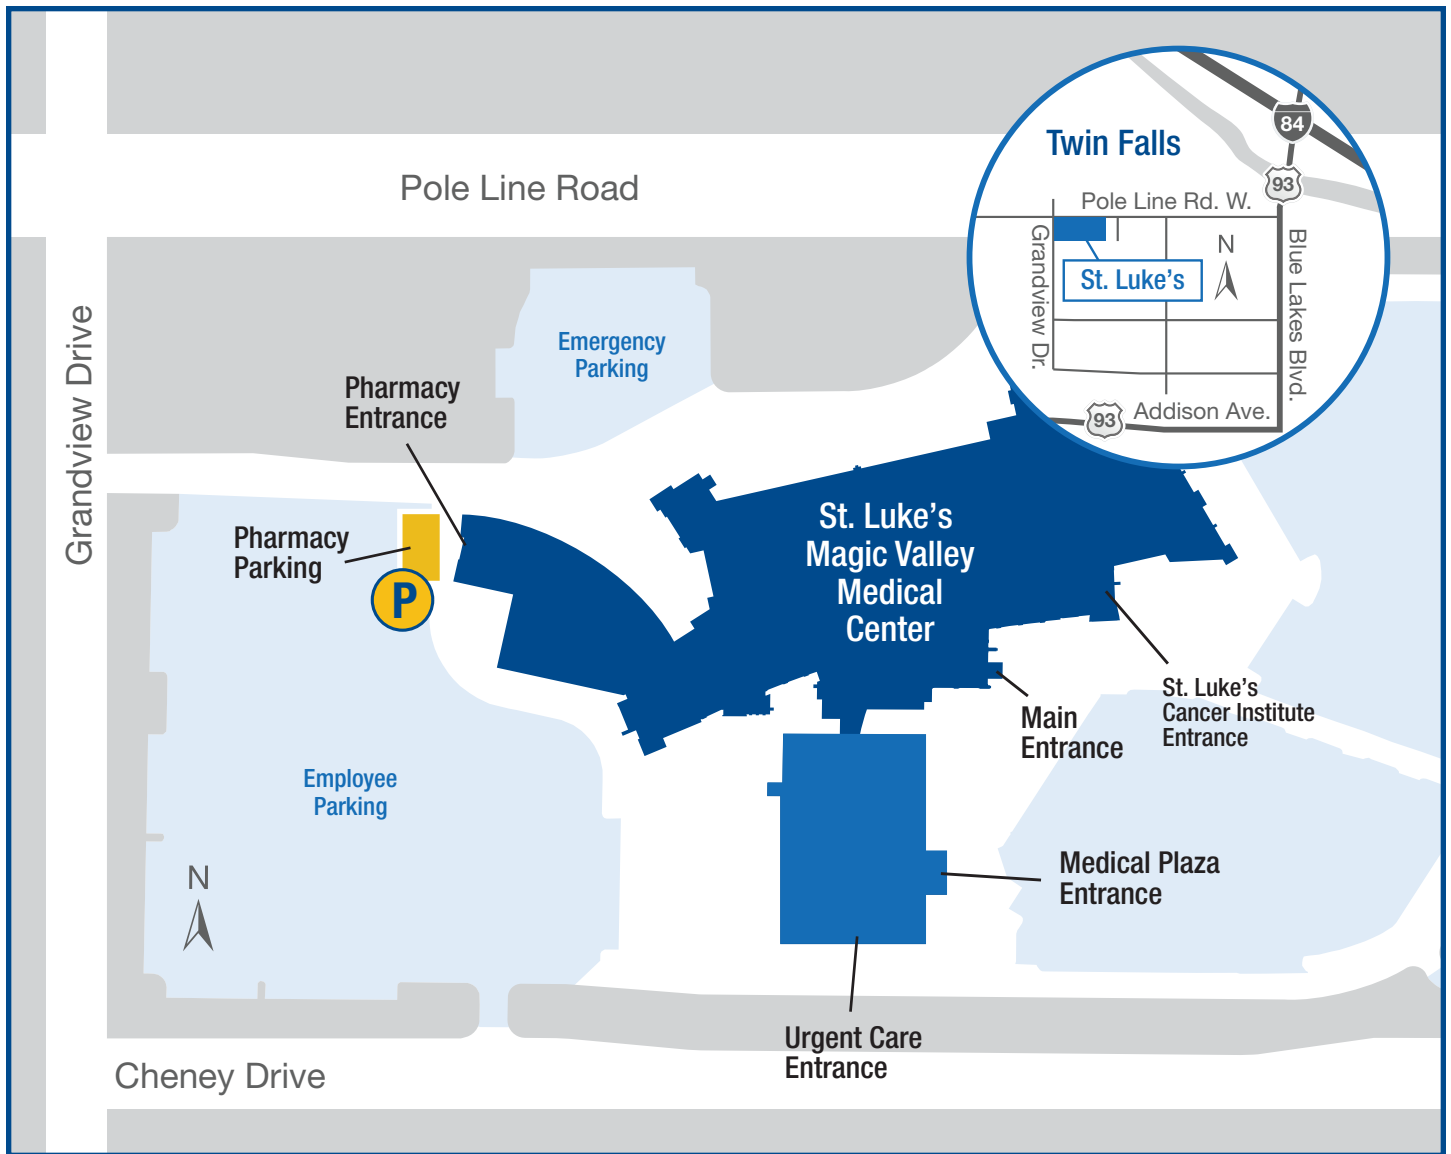 Twin Falls
84
93
Pole Line Rd. W.
Grandview Dr.
St. Luke's
N
Blue Lakes Blvd.
93
Addison Ave.
Pole Line Road
Grandview Drive
Emergency
Parking
Pharmacy
Entrance
Pharmacy
Parking
P
St. Luke's
Magic Valley
Medical
Center
Main
Entrance
St. Luke's
Cancer Institute
Entrance
Employee
Parking
N
Medical Plaza
Entrance
Urgent Care
Entrance
Cheney Drive